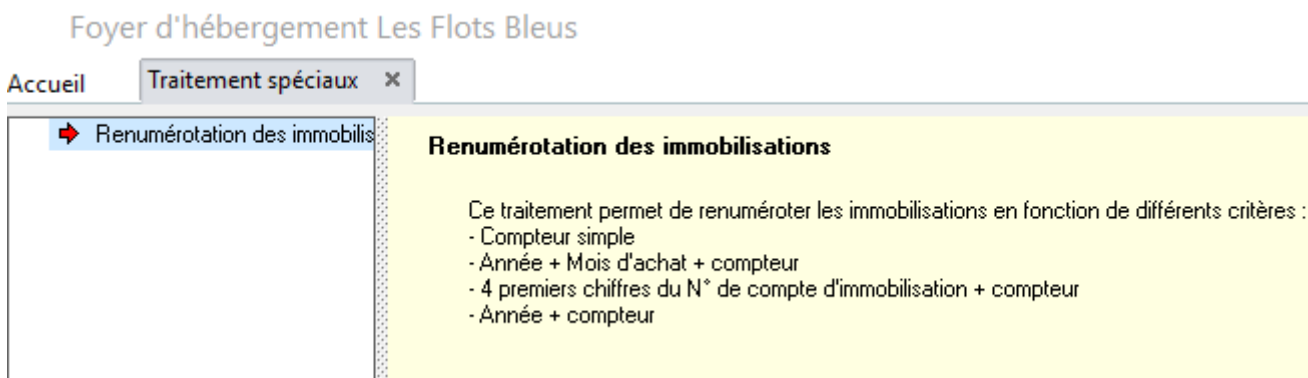 Foyer d'hébergement Les Flots Bleus
Accueil Traitement spéciaux ×
Renumérotation des immobilis
Renumérotation des immobilisations
Ce traitement permet de renuméroter les immobilisations en fonction de différents critères :
- Compteur simple
- Année + Mois d'achat + compteur
- 4 premiers chiffres du N° de compte d'immobilisation + compteur
- Année + compteur